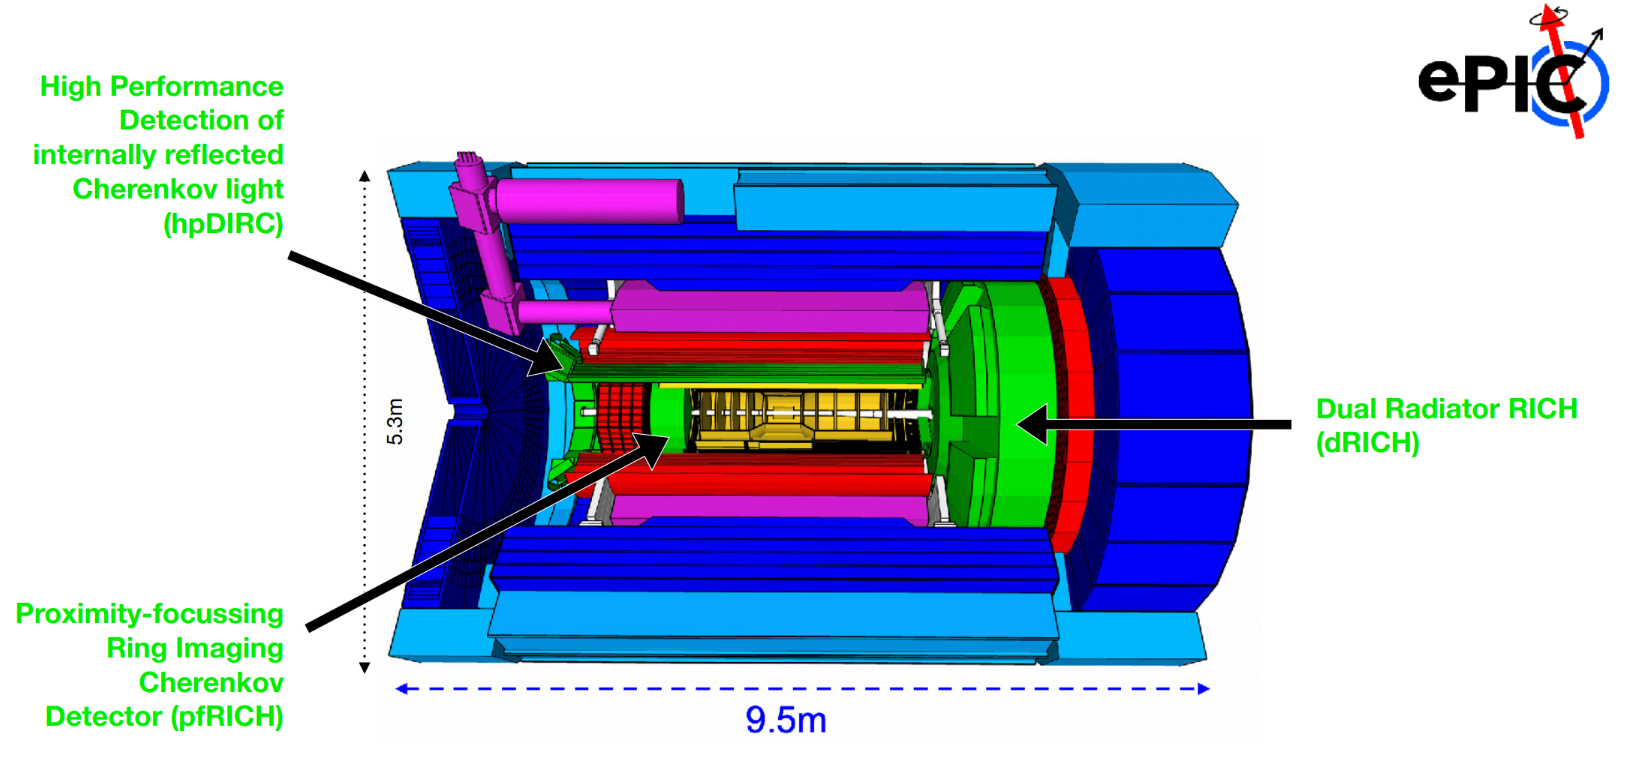 ePIC
High Performance
Detection of
internally reflected
Cherenkov light
(hpDIRC)
5.3m
Dual Radiator RICH
(dRICH)
Proximity-focussing
Ring Imaging
Cherenkov
Detector (pfRICH)
9.5m